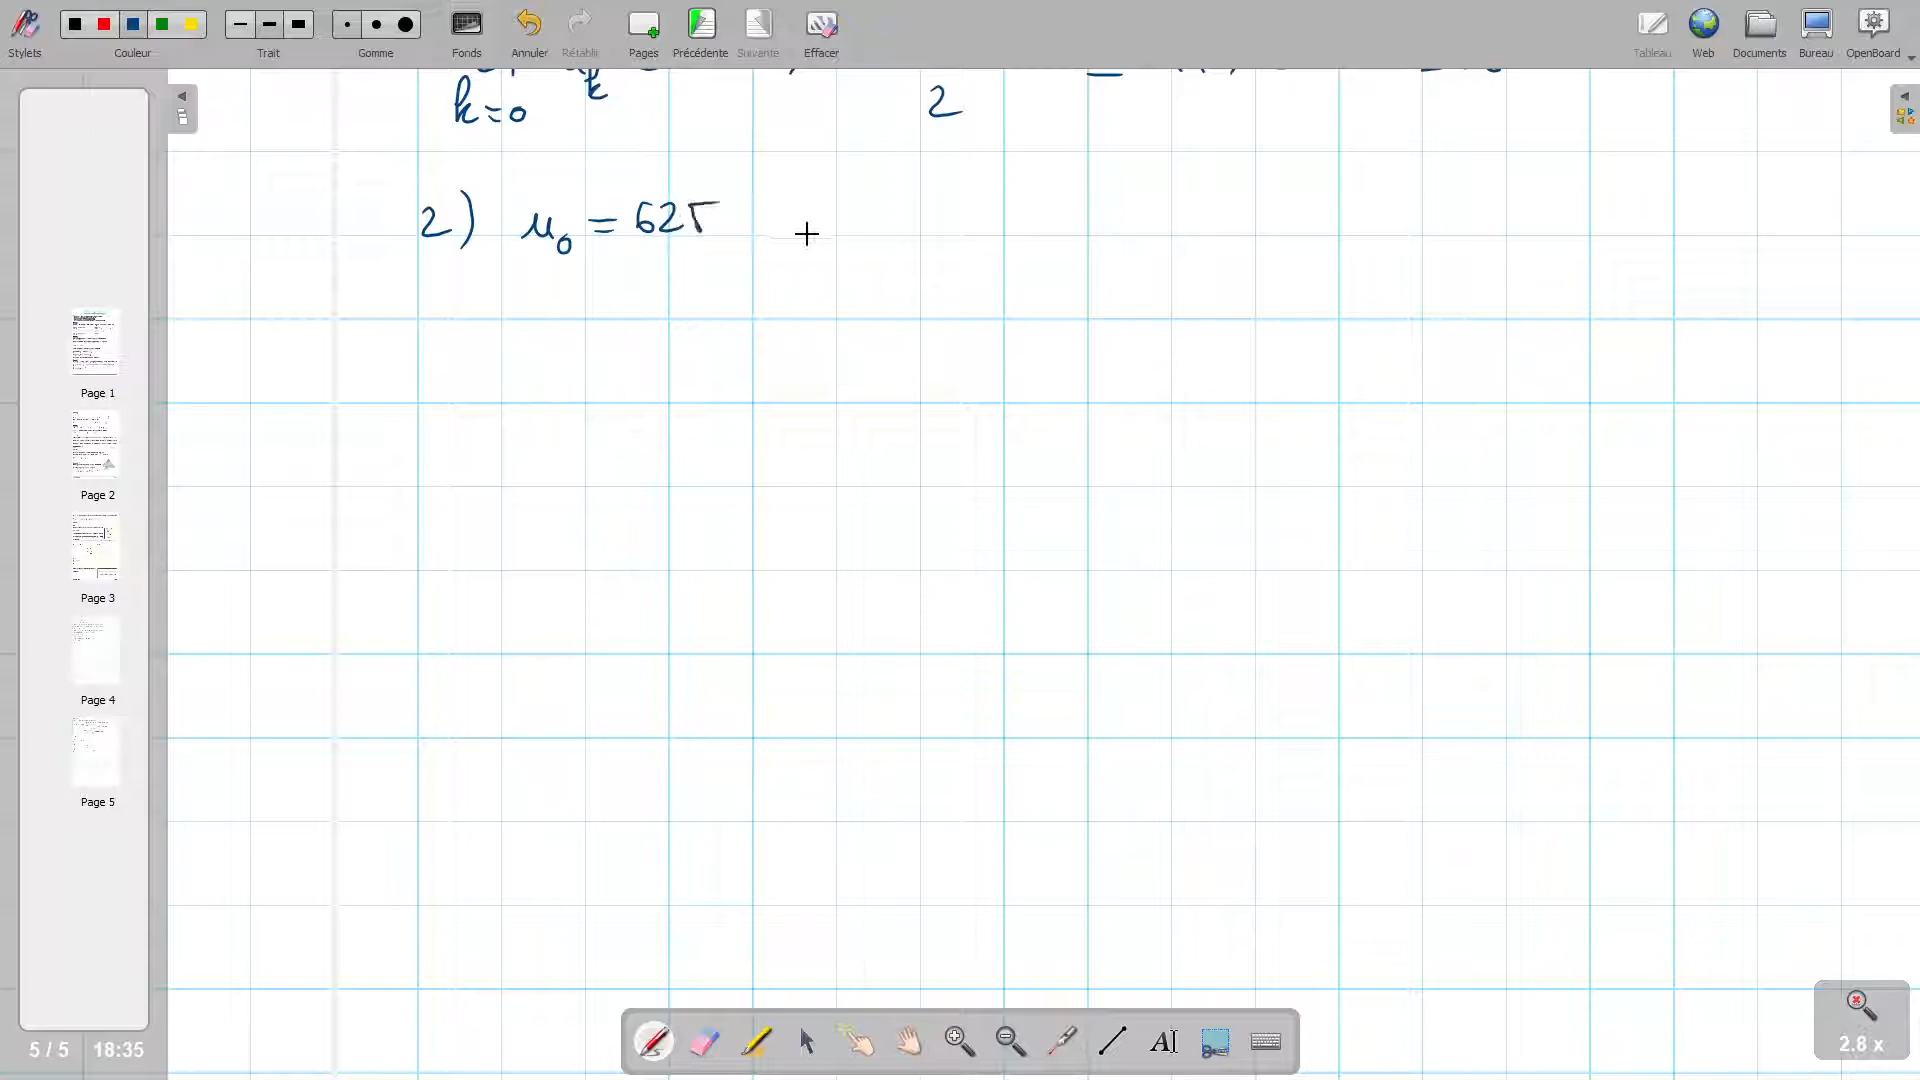 Stylets
Couleur
Trait
Gomme
Fonds
Annuler
Rétablir
Pages
Précédente
Suivante
Effacer
Tableau
Web
Documents
Bureau
OpenBoard
k
k=0
2
2) u0 = 625
Page 1
Page 2
Page 3
Page 4
Page 5
5 / 5
18:35
AI
2.8 x